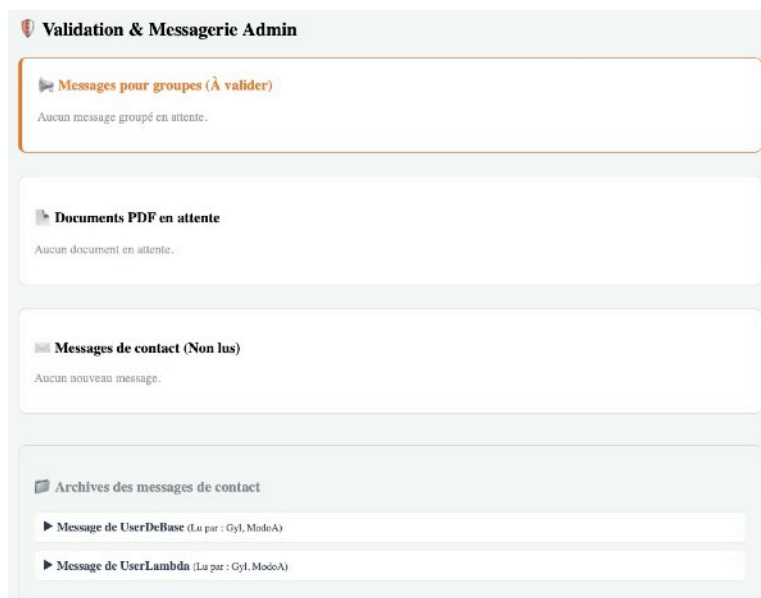 Validation & Messagerie Admin
Messages pour groupes (À valider)
Aucun message groupé en attente.
Documents PDF en attente
Aucun document en attente.
Messages de contact (Non lus)
Aucun nouveau message.
Archives des messages de contact
▶ Message de UserDeBase (Lu par : Gyl, ModoA)
▶ Message de UserLambda (Lu par : Gyl, ModoA)